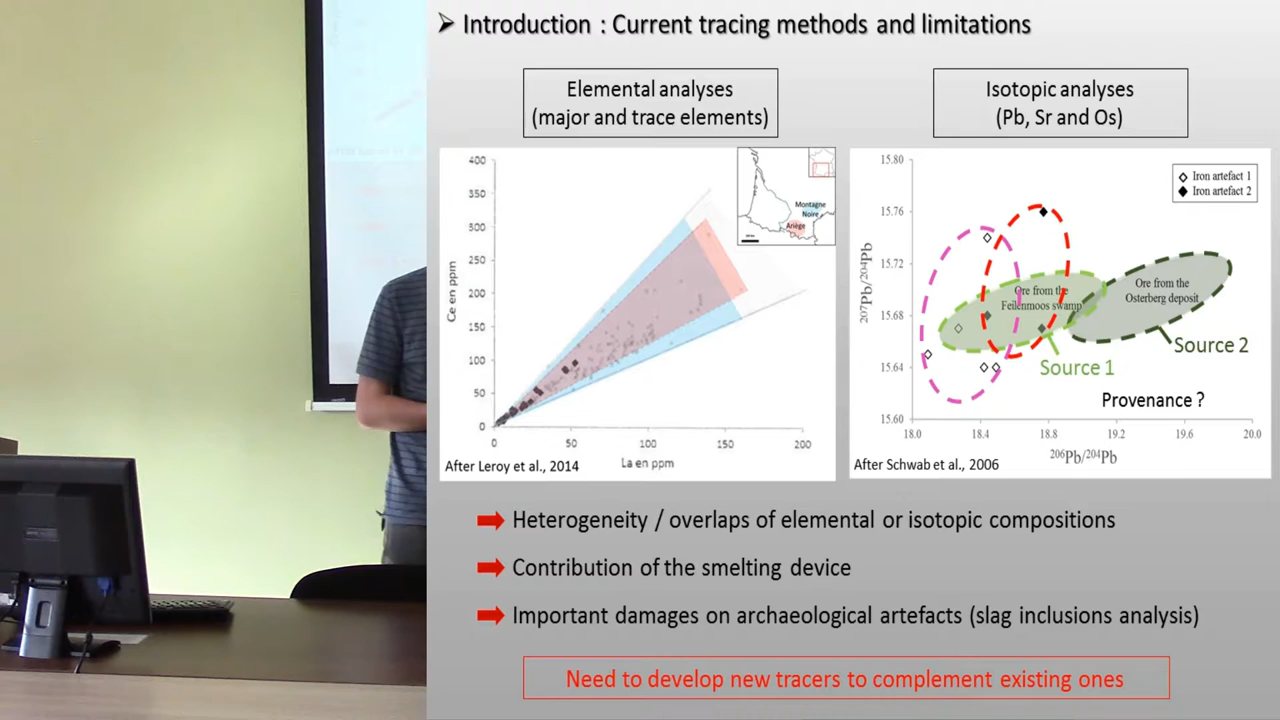 Introduction : Current tracing methods and limitations
Elemental analyses
(major and trace elements)
Isotopic analyses
(Pb, Sr and Os)
400
350
300
250
200
150
100
50
0
Ce en ppm
0
50
100
150
200
La en ppm
Montagne
Noire
Ariège
After Leroy et al., 2014
15.80
15.76
15.72
15.68
15.64
15.60
207Pb/204Pb
Iron artefact 1
Iron artefact 2
Ore from the
Feilenmoos swamp
Ore from the
Osterberg deposit
Source 1
Source 2
Provenance ?
18.0
18.4
18.8
19.2
19.6
20.0
206Pb/204Pb
After Schwab et al., 2006
Heterogeneity / overlaps of elemental or isotopic compositions
Contribution of the smelting device
Important damages on archaeological artefacts (slag inclusions analysis)
Need to develop new tracers to complement existing ones